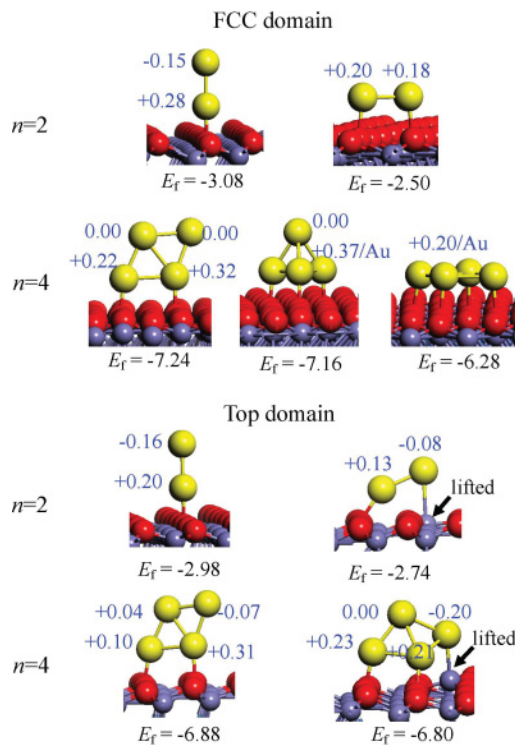 FCC domain
-0.15
+0.28
+0.20 +0.18
n=2
Ef = -3.08
Ef = -2.50
0.00 0.00
+0.22 +0.32
0.00
+0.37/Au
+0.20/Au
n=4
Ef = -7.24
Ef = -7.16
Ef = -6.28
Top domain
-0.16
+0.20
-0.08
+0.13
lifted
n=2
Ef = -2.98
Ef = -2.74
+0.04 -0.07
+0.10 +0.31
0.00 -0.20
+0.23 +0.21
lifted
n=4
Ef = -6.88
Ef = -6.80